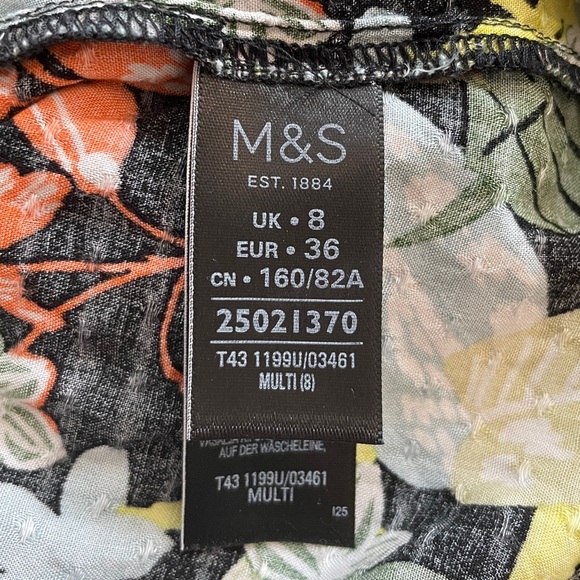 M&S
EST. 1884
UK • 8
EUR • 36
CN • 160/82A
25021370
T43 1199U/03461
MULTI (8)
AUF DER WÄSCHELEINE,
T43 1199U/03461
MULTI
I25